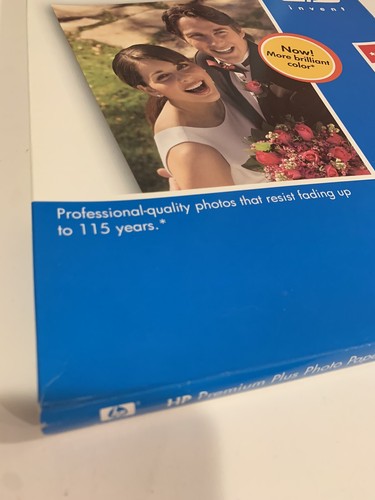 invent
Now!
More brilliant
color*
Professional-quality photos that resist fading up
to 115 years.*
hp HP Premium Plus Photo Pape